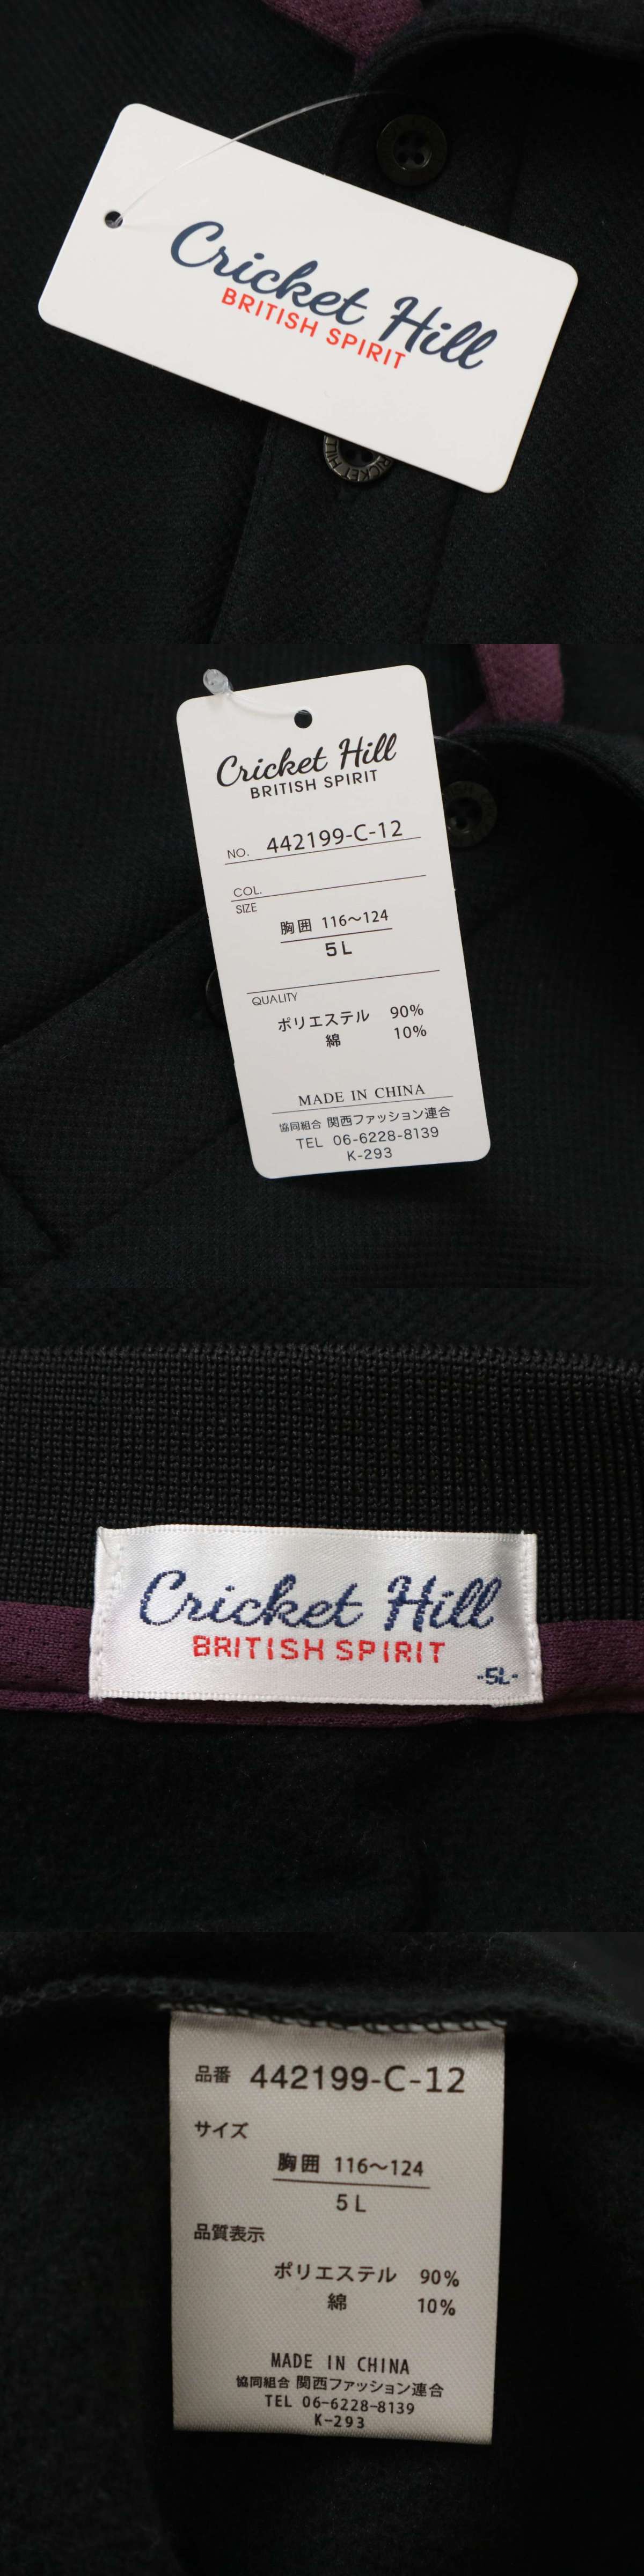 Cricket Hill
BRITISH SPIRIT
RICKET HILL
Cricket Hill
BRITISH SPIRIT
NO. 442199-C-12
COL.
SIZE
胸囲 116～124
5L
QUALITY
ポリエステル 90%
綿 10%
MADE IN CHINA
協同組合 関西ファッション連合
TEL 06-6228-8139
K-293
Cricket Hill
BRITISH SPIRIT
-5L-
品番 442199-C-12
サイズ
胸囲 116～124
5L
品質表示
ポリエステル 90%
綿 10%
MADE IN CHINA
協同組合 関西ファッション連合
TEL 06-6228-8139
K-293